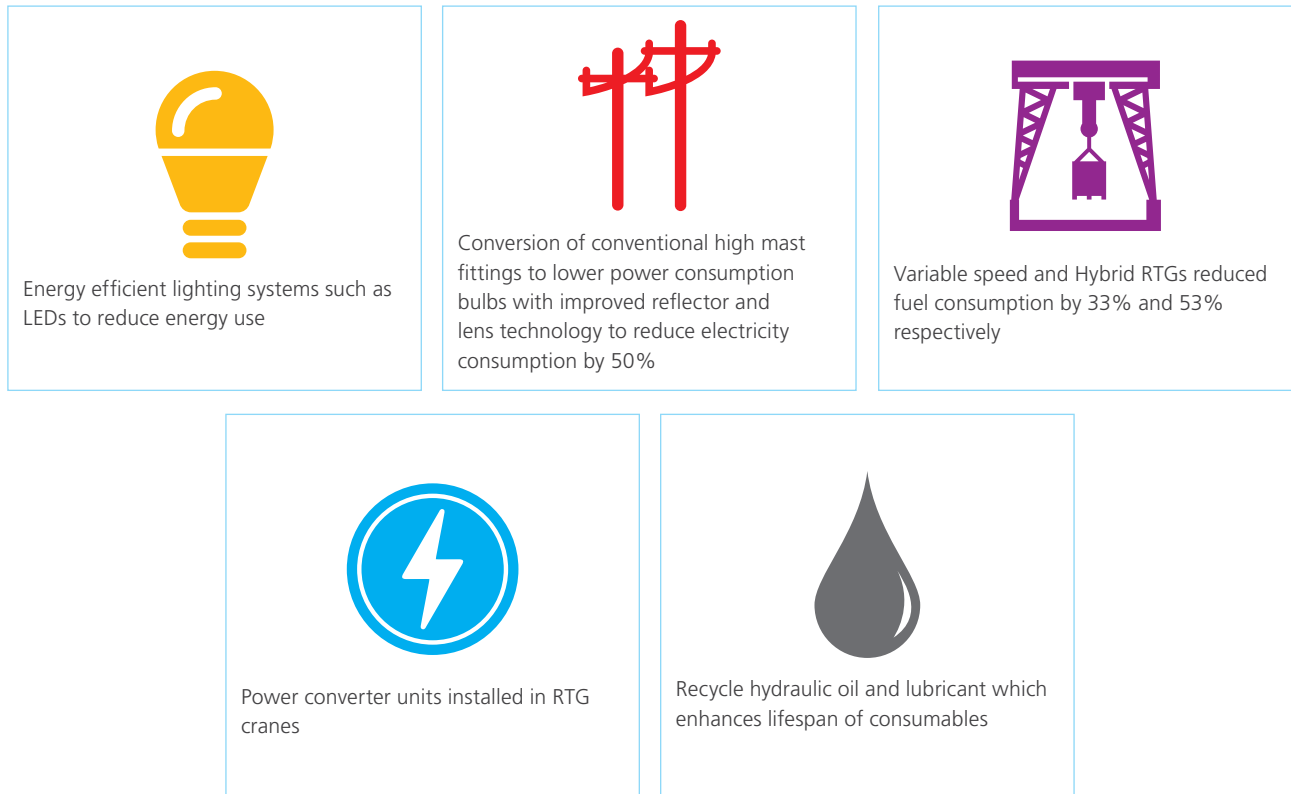 Energy efficient lighting systems such as
LEDs to reduce energy use
Conversion of conventional high mast
fittings to lower power consumption
bulbs with improved reflector and
lens technology to reduce electricity
consumption by 50%
Variable speed and Hybrid RTGs reduced
fuel consumption by 33% and 53%
respectively
Power converter units installed in RTG
cranes
Recycle hydraulic oil and lubricant which
enhances lifespan of consumables